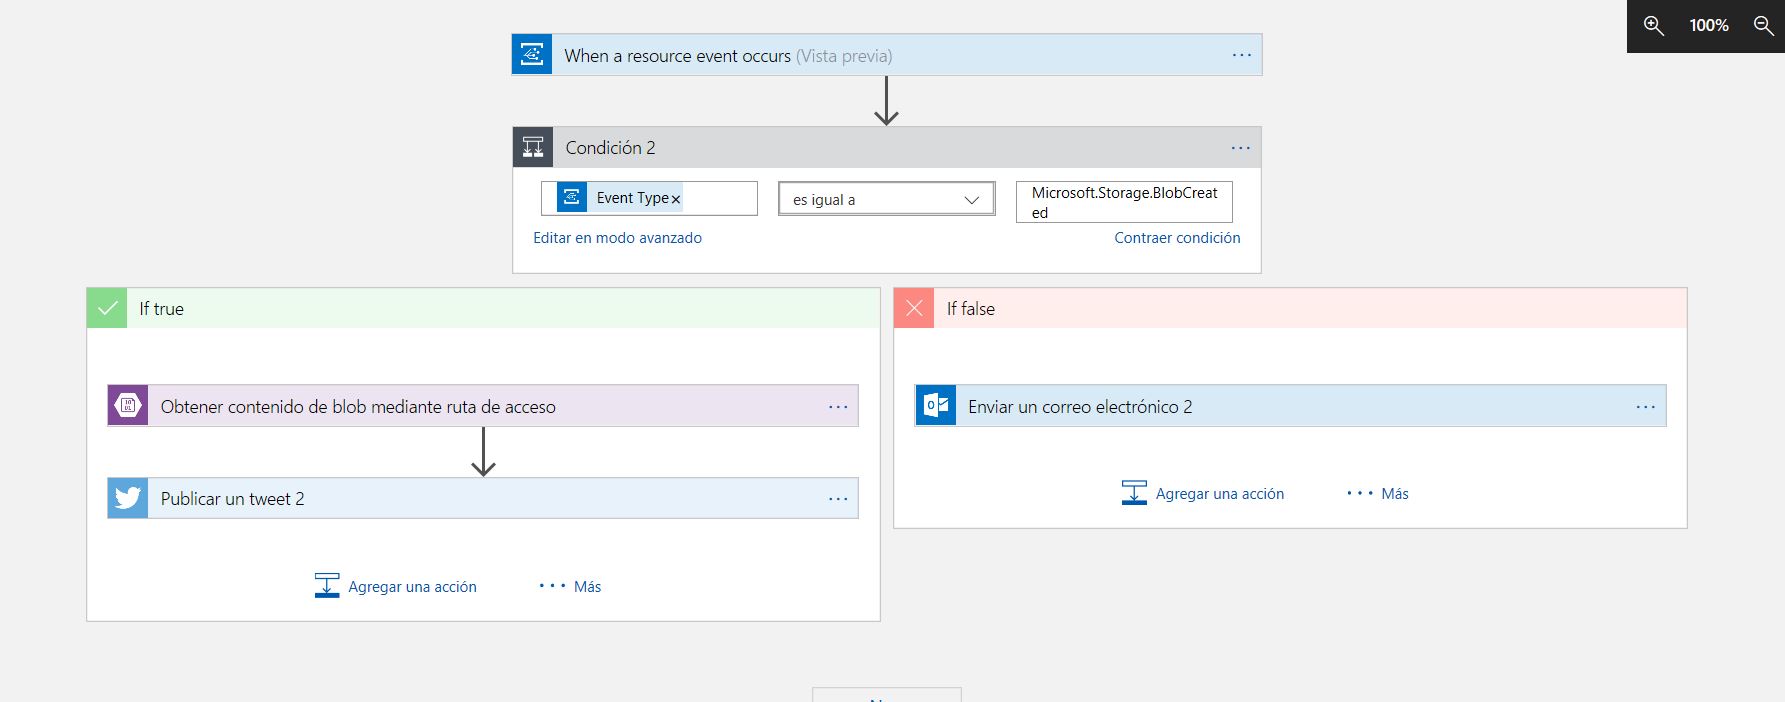 100%
When a resource event occurs (Vista previa)
Condición 2
Event Type×
es igual a
Microsoft.Storage.BlobCreat
ed
Editar en modo avanzado
Contraer condición
If true
If false
Obtener contenido de blob mediante ruta de acceso
Enviar un correo electrónico 2
Publicar un tweet 2
Agregar una acción
Más
Agregar una acción
Más